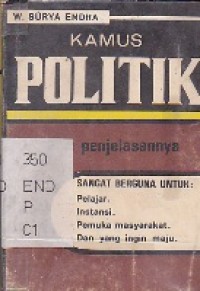 W. SURYA ENDRA
KAMUS
POLITIK
penjelasannya
350
END
P
C1
SANGAT BERGUNA UNTUK:
Pelajar.
Instansi.
Pemuka masyarakat.
Dan yang ingin maju.